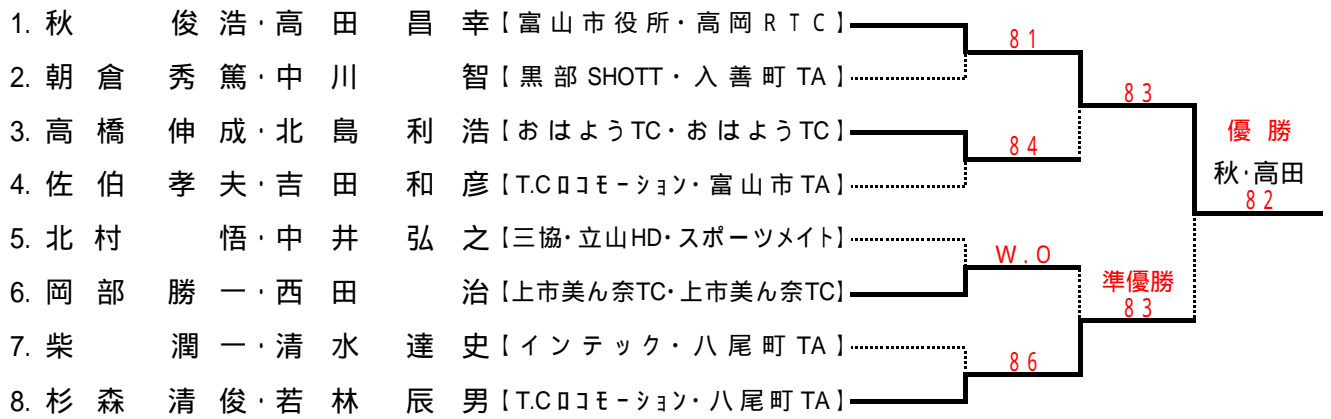 1. 秋 俊浩・高田 昌幸【富山市役所・高岡RTC】
81
2. 朝倉 秀篤・中川 智【黒部SHOTT・入善町TA】
83
3. 高橋 伸成・北島 利浩【おはようTC・おはようTC】
優勝
84
4. 佐伯 孝夫・吉田 和彦【T.Cロコモーション・富山市TA】
秋・高田
82
5. 北村 悟・中井 弘之【三協・立山HD・スポーツメイト】
W.O
6. 岡部 勝一・西田 治【上市美ん奈TC・上市美ん奈TC】
準優勝
83
7. 柴 潤一・清水 達史【インテック・八尾町TA】
86
8. 杉森 清俊・若林 辰男【T.Cロコモーション・八尾町TA】